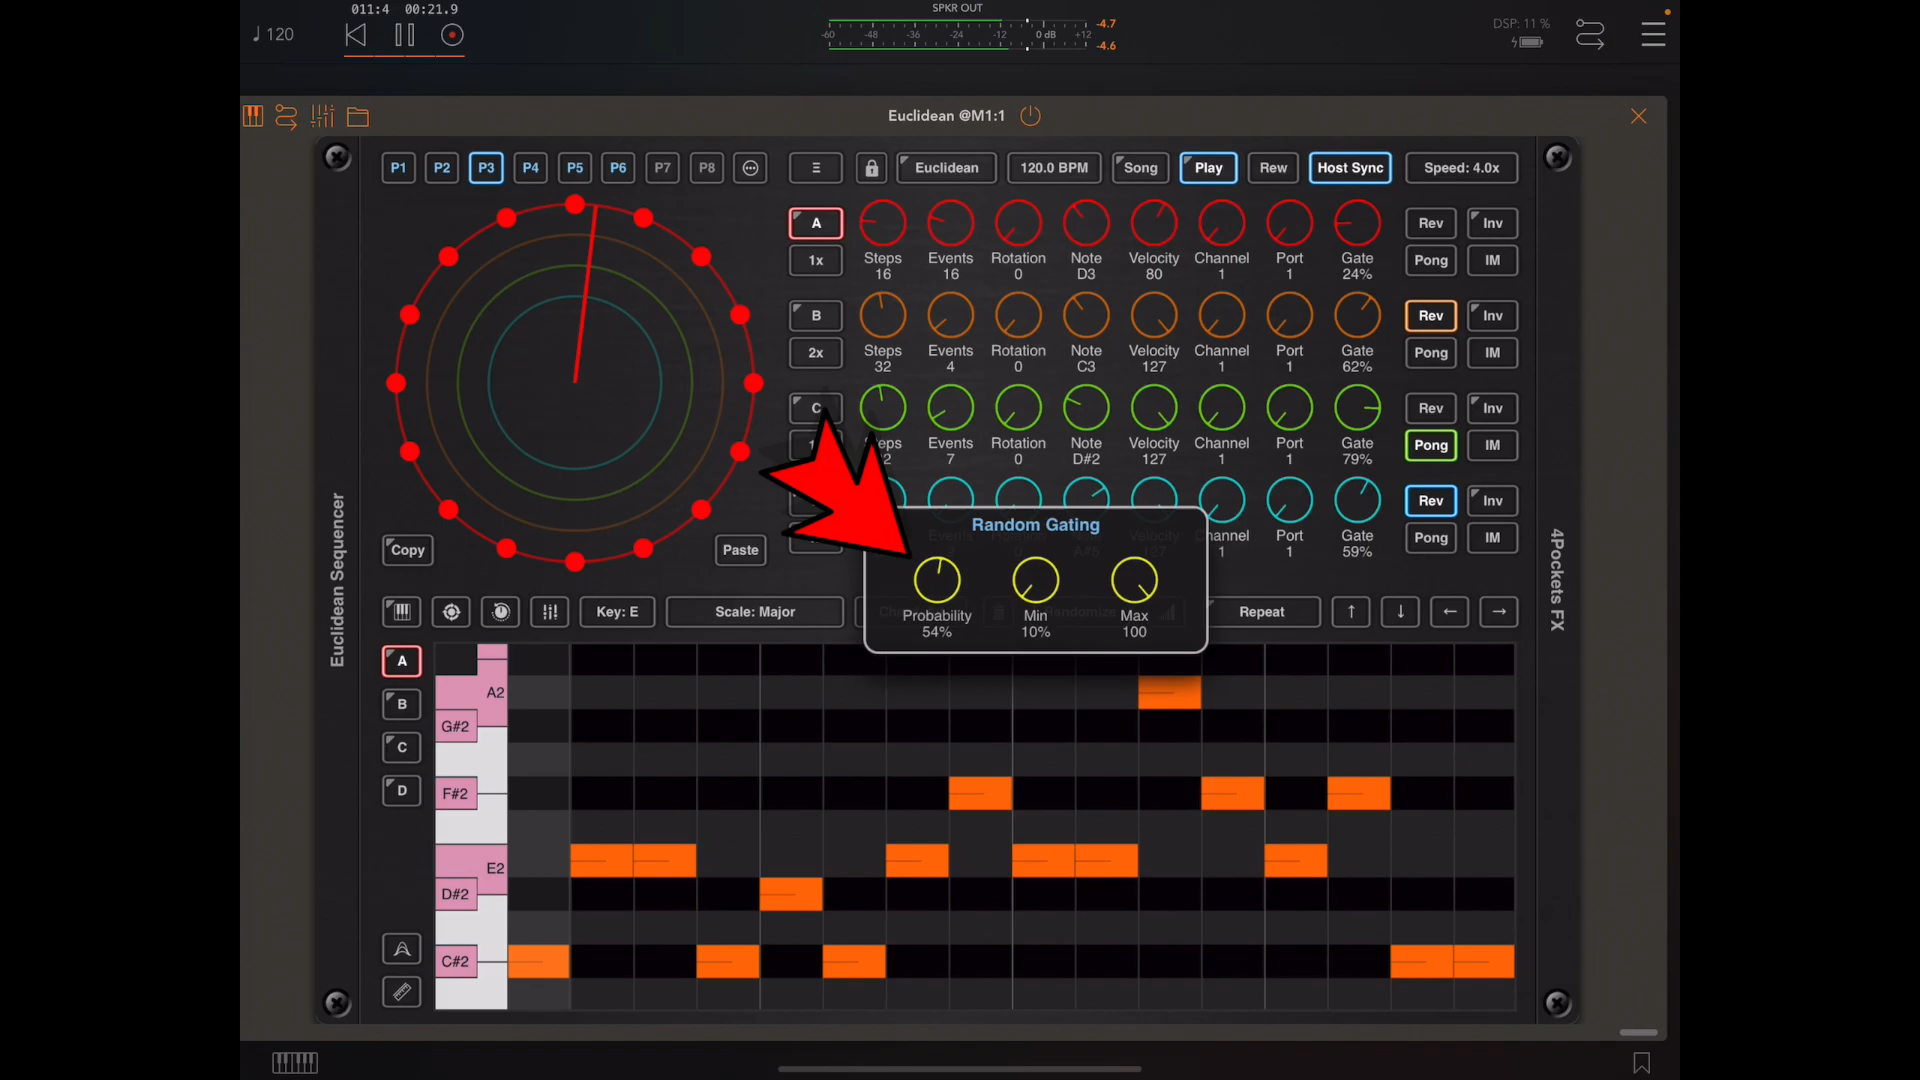 011:4 00:21.9
SPKR OUT
♩120
-60 -48 -36 -24 -12 0 dB +12
-4.7
-4.6
DSP: 11 %
Euclidean @M1:1
P1 P2 P3 P4 P5 P6 P7 P8
Euclidean 120.0 BPM Song Play Rew Host Sync Speed: 4.0x
A Steps Events Rotation Note Velocity Channel Port Gate Rev Inv
1x 16 16 0 D3 80 1 1 24% Pong IM
B Steps Events Rotation Note Velocity Channel Port Gate Rev Inv
2x 32 4 0 C3 127 1 1 62% Pong IM
C Events Rotation Note Velocity Channel Port Gate Rev Inv
7 0 D#2 127 1 1 79% Pong IM
Port Gate Rev Inv
1 1 59% Pong IM
Random Gating
Probability Min Max
54% 10% 100
Copy Paste
Euclidean Sequencer
4Pockets FX
Key: E Scale: Major Repeat ↑ ↓ ← →
A
B
C
D
A2
G#2
F#2
E2
D#2
C#2